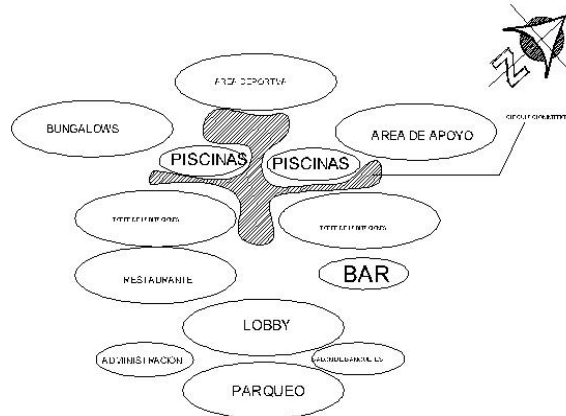 N
AREA DEPORTIVA
BUNGALOWS
AREA DE APOYO
PISCINAS
PISCINAS
RESTAURANTE
BAR
LOBBY
ADMINISTRACION
PARQUEO